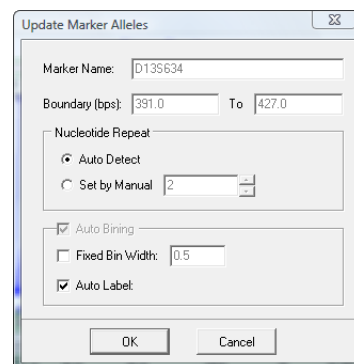 Update Marker Alleles
Marker Name: D13S634
Boundary (bps): 391.0 To 427.0
Nucleotide Repeat
Auto Detect
Set by Manual 2
Auto Bining
Fixed Bin Width: 0.5
Auto Label:
OK Cancel